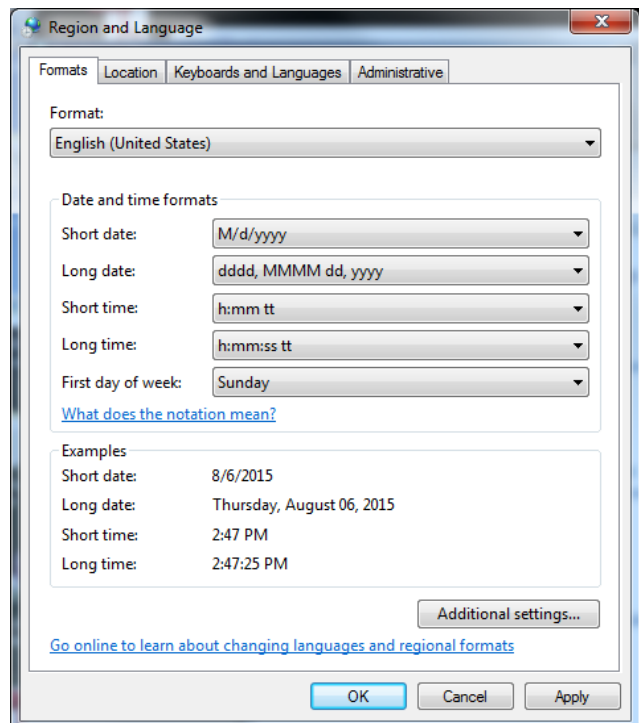 Region and Language
Formats Location Keyboards and Languages Administrative
Format:
English (United States)
Date and time formats
Short date: M/d/yyyy
Long date: dddd, MMMM dd, yyyy
Short time: h:mm tt
Long time: h:mm:ss tt
First day of week: Sunday
What does the notation mean?
Examples
Short date: 8/6/2015
Long date: Thursday, August 06, 2015
Short time: 2:47 PM
Long time: 2:47:25 PM
Additional settings...
Go online to learn about changing languages and regional formats
OK Cancel Apply